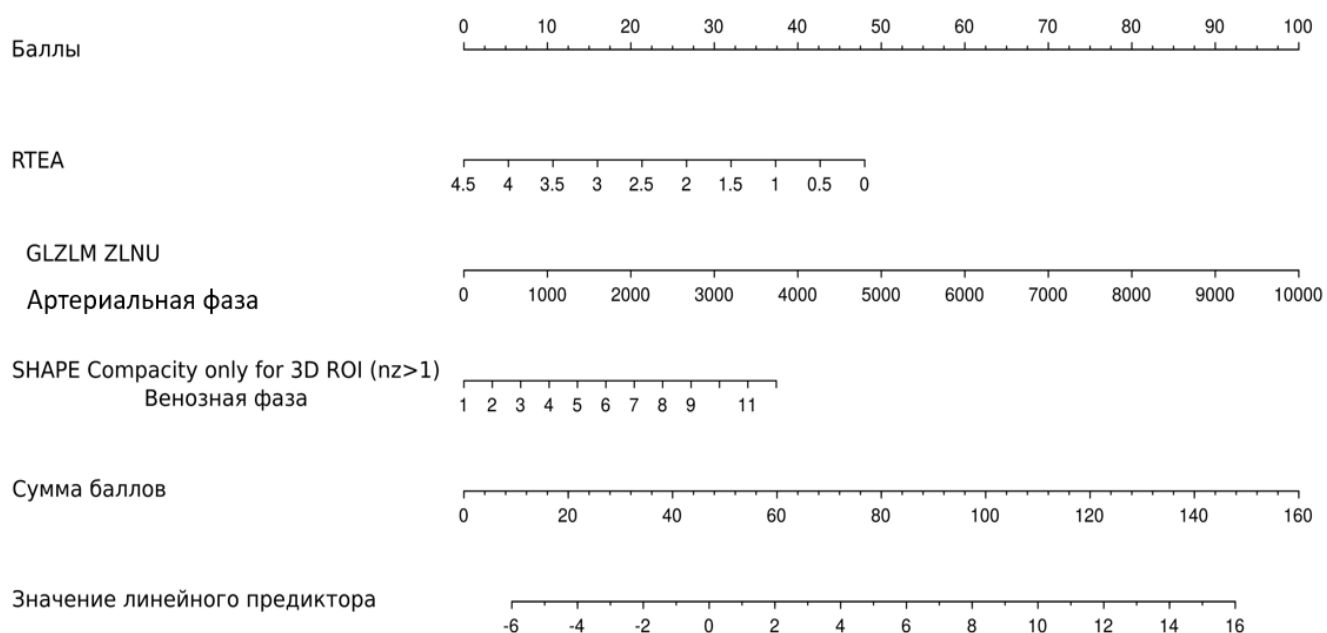 0 10 20 30 40 50 60 70 80 90 100
Баллы
RTEA
4.5 4 3.5 3 2.5 2 1.5 1 0.5 0
GLZLM ZLNU
Артериальная фаза
0 1000 2000 3000 4000 5000 6000 7000 8000 9000 10000
SHAPE Compacity only for 3D ROI (nz>1)
Венозная фаза
1 2 3 4 5 6 7 8 9 11
Сумма баллов
0 20 40 60 80 100 120 140 160
Значение линейного предиктора
-6 -4 -2 0 2 4 6 8 10 12 14 16